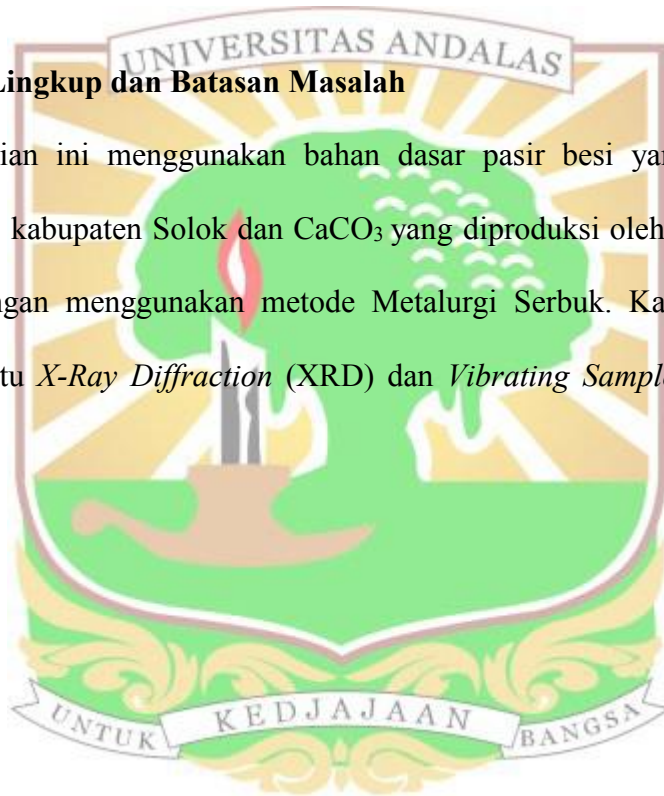 UNIVERSITAS ANDALAS
Lingkup dan Batasan Masalah
ian ini menggunakan bahan dasar pasir besi yan
kabupaten Solok dan CaCO₃ yang diproduksi oleh
ngan menggunakan metode Metalurgi Serbuk. Ka
tu X-Ray Diffraction (XRD) dan Vibrating Sample
UNTUK KEDJAJAAN BANGSA